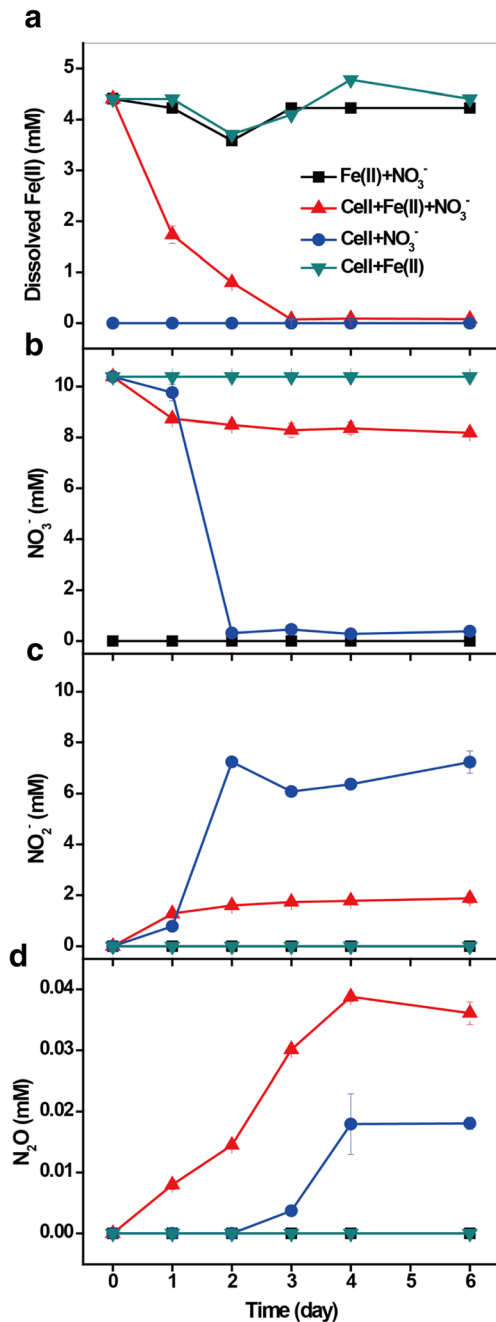 a
Dissolved Fe(II) (mM)
5
4
3
2
1
0
Fe(II)+NO₃⁻
Cell+Fe(II)+NO₃⁻
Cell+NO₃⁻
Cell+Fe(II)
b
NO₃⁻ (mM)
10
8
6
4
2
0
c
NO₂⁻ (mM)
10
8
6
4
2
0
d
N₂O (mM)
0.04
0.03
0.02
0.01
0.00
0 1 2 3 4 5 6
Time (day)